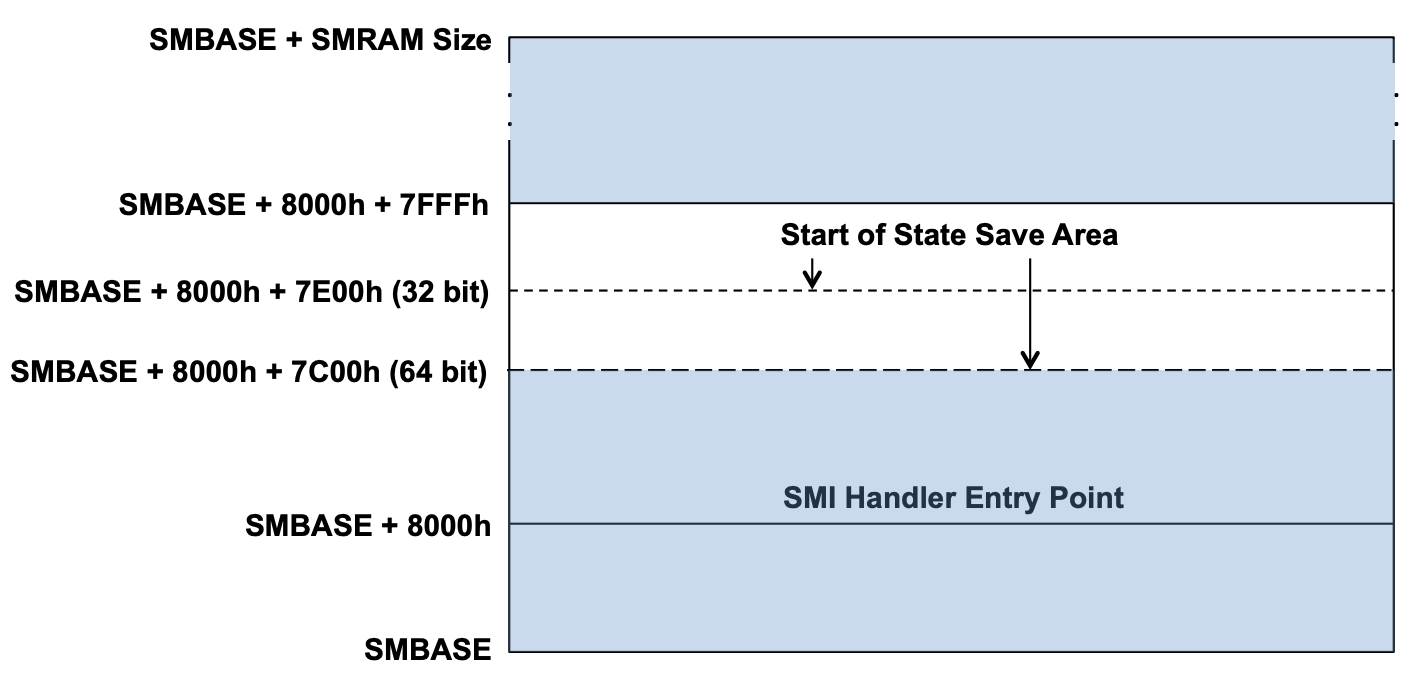 SMBASE + SMRAM Size
SMBASE + 8000h + 7FFFh
Start of State Save Area
SMBASE + 8000h + 7E00h (32 bit)
SMBASE + 8000h + 7C00h (64 bit)
SMI Handler Entry Point
SMBASE + 8000h
SMBASE